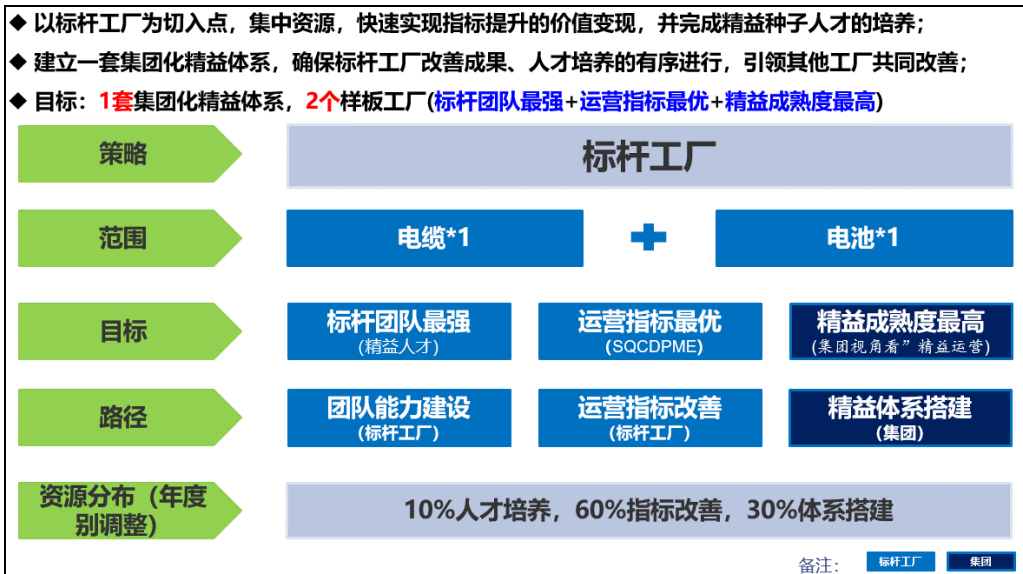 ◆ 以标杆工厂为切入点，集中资源，快速实现指标提升的价值变现，并完成精益种子人才的培养；
◆ 建立一套集团化精益体系，确保标杆工厂改善成果、人才培养的有序进行，引领其他工厂共同改善；
◆ 目标：1套集团化精益体系，2个样板工厂(标杆团队最强+运营指标最优+精益成熟度最高)
策略
标杆工厂
范围
电缆*1
电池*1
目标
标杆团队最强
(精益人才)
运营指标最优
(SQCDPME)
精益成熟度最高
(集团视角看”精益运营)
路径
团队能力建设
(标杆工厂)
运营指标改善
(标杆工厂)
精益体系搭建
(集团)
资源分布（年度
别调整）
10%人才培养，60%指标改善，30%体系搭建
备注：
标杆工厂
集团